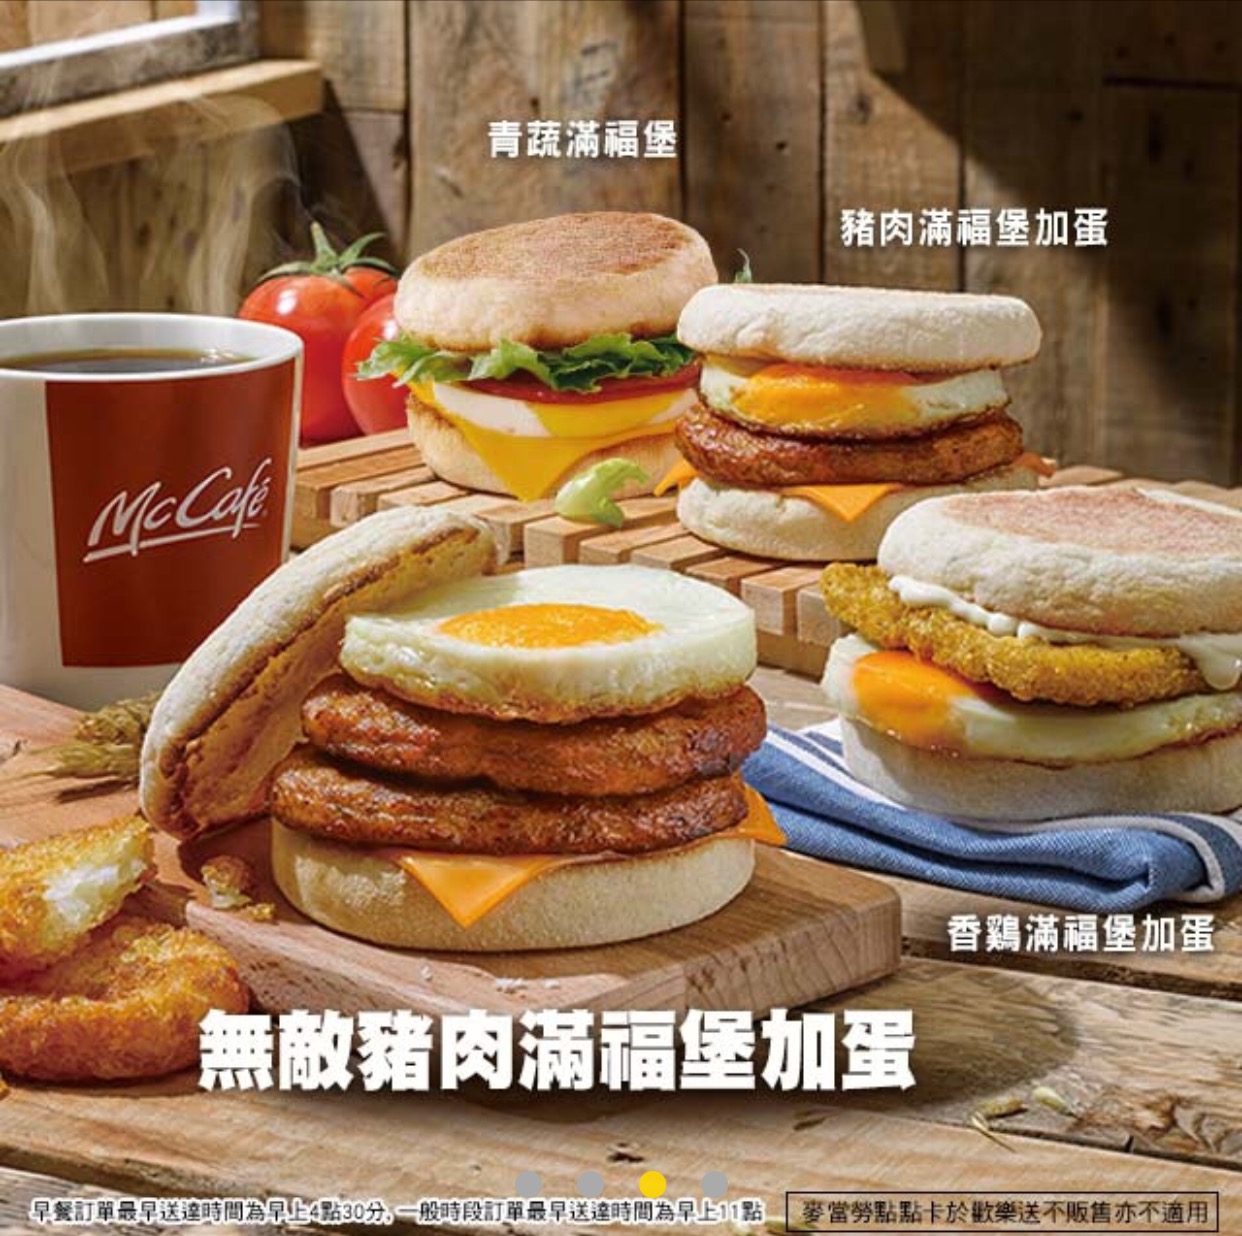 青蔬滿福堡
豬肉滿福堡加蛋
McCafé®
香鷄滿福堡加蛋
無敵豬肉滿福堡加蛋
早餐訂單最早送達時間為早上4點30分, 一般時段訂單最早送達時間為早上11點
麥當勞點點卡於歡樂送不販售亦不適用